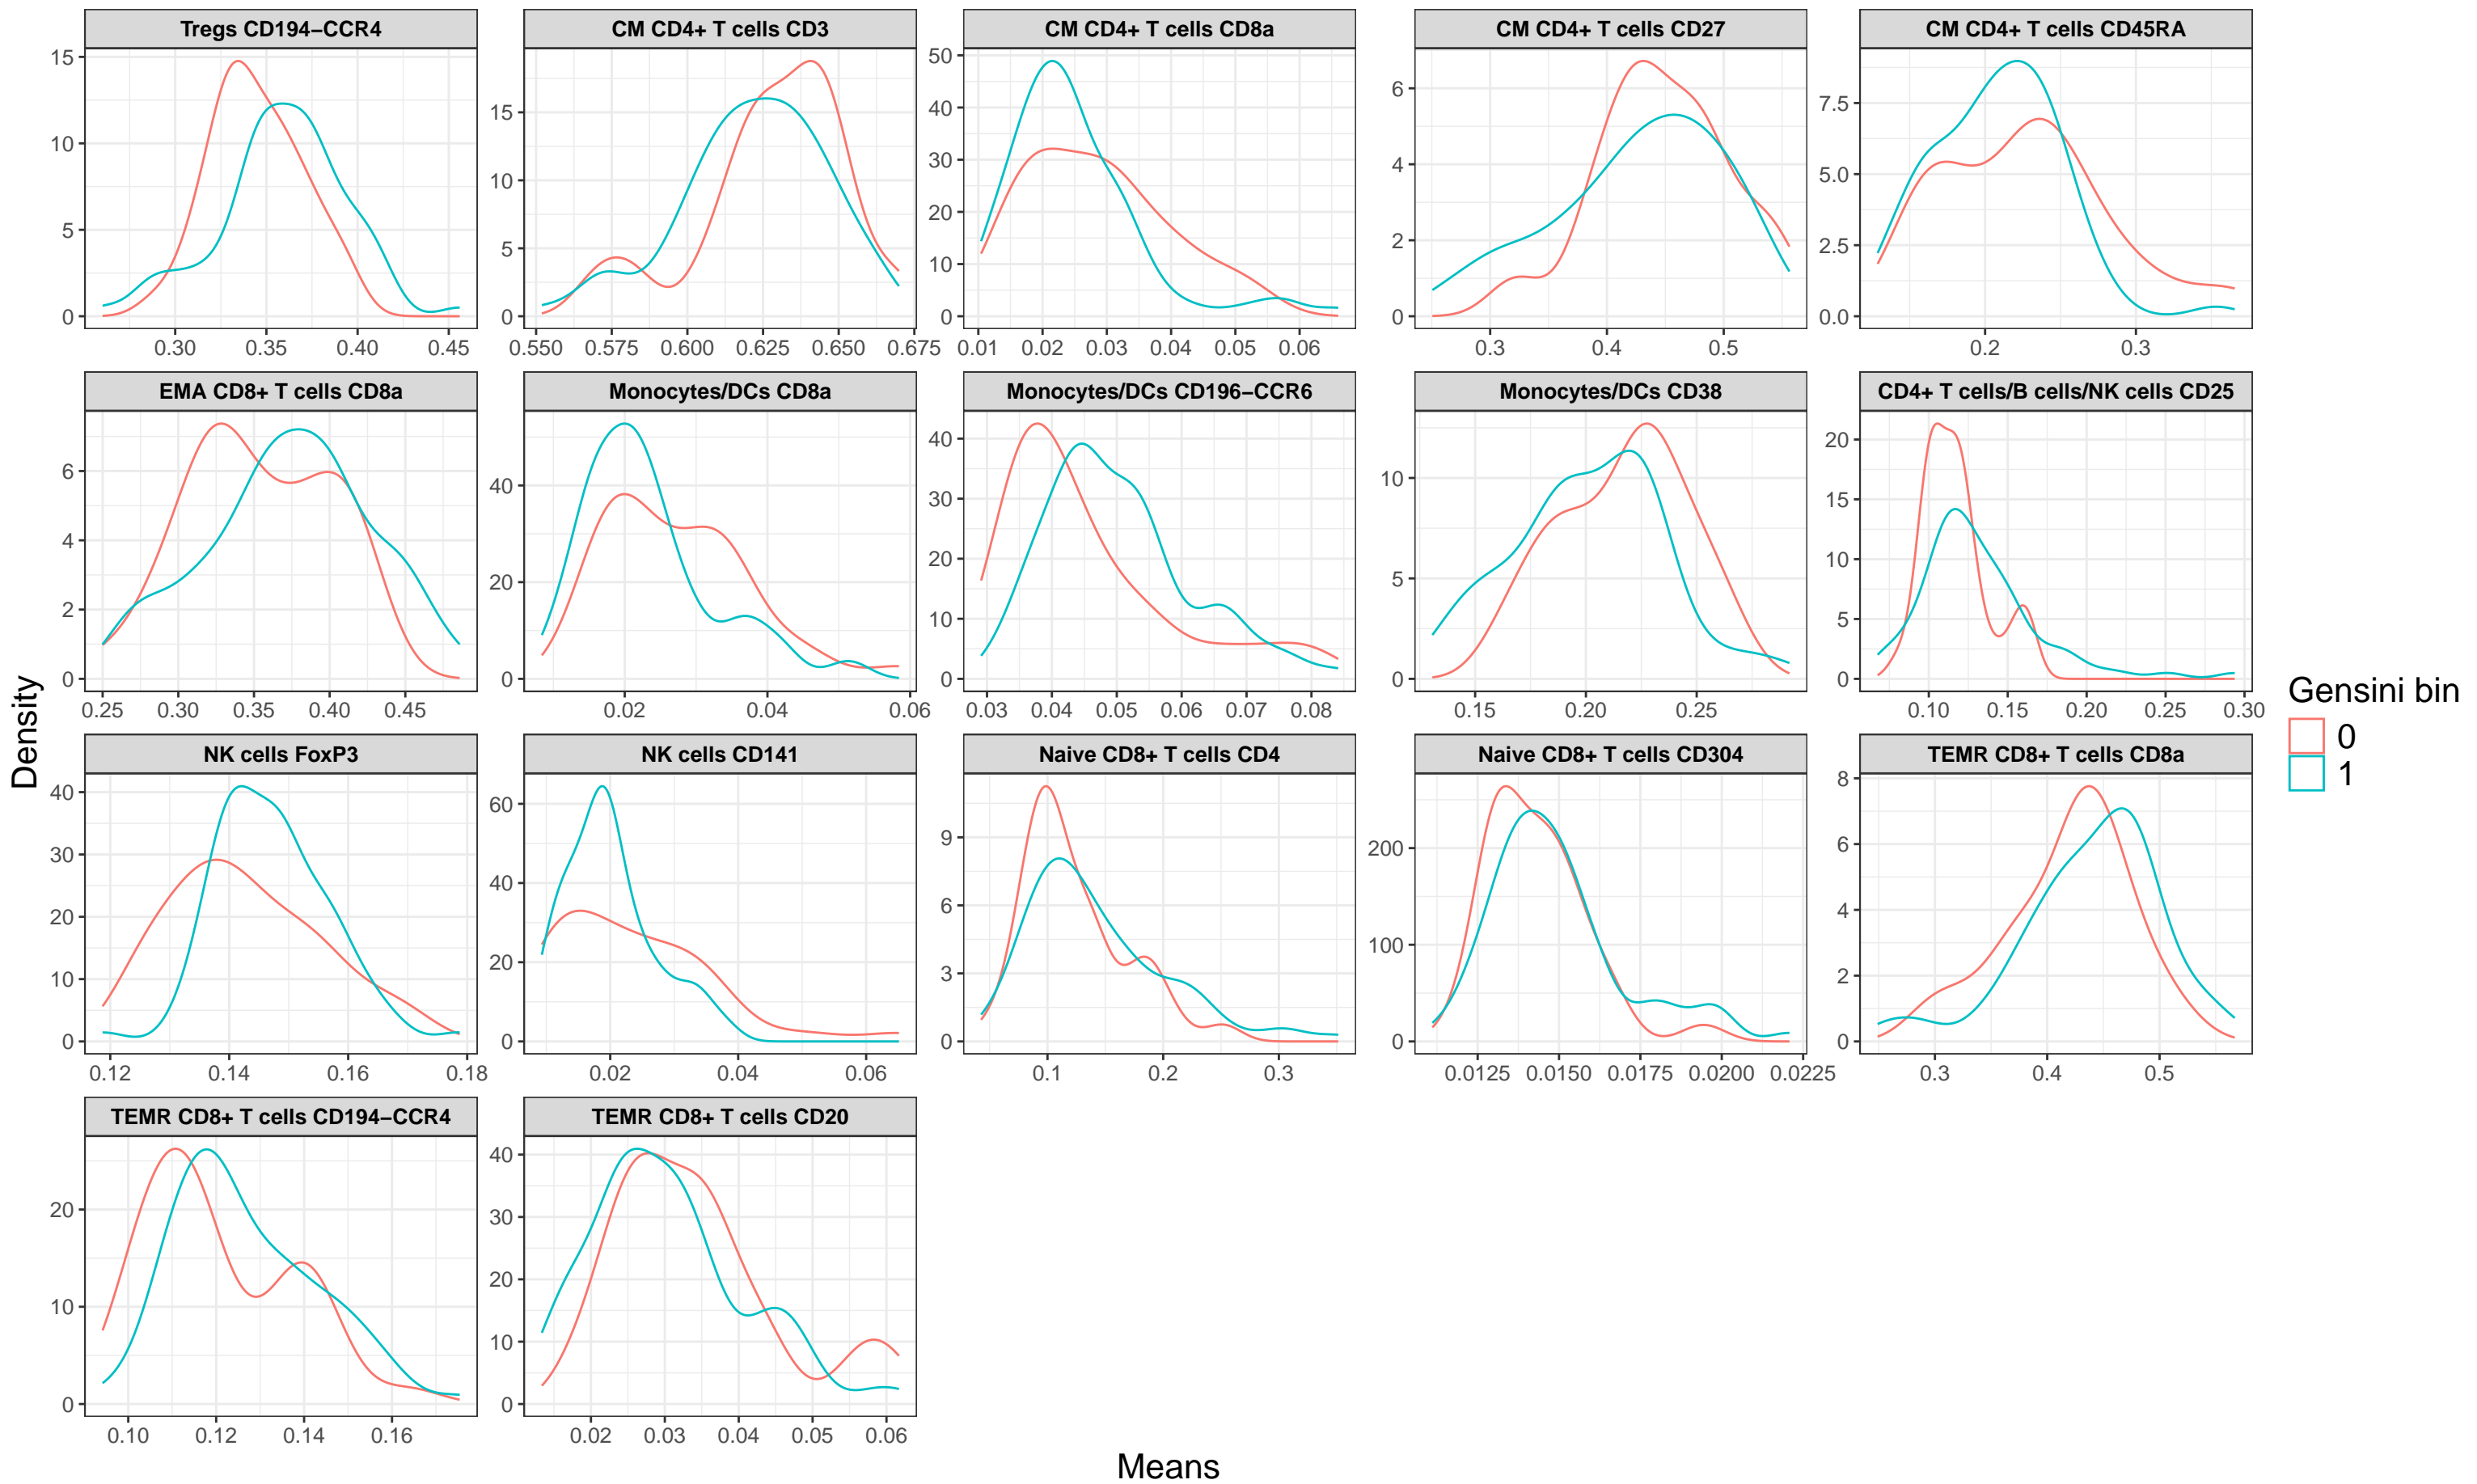 Tregs CD194–CCR4
CM CD4+ T cells CD3
CM CD4+ T cells CD8a
CM CD4+ T cells CD27
CM CD4+ T cells CD45RA
15
10
5
0
0.30 0.35 0.40 0.45
15
10
5
0
0.550 0.575 0.600 0.625 0.650 0.675
50
40
30
20
10
0
0.01 0.02 0.03 0.04 0.05 0.06
6
4
2
0
0.3 0.4 0.5
7.5
5.0
2.5
0.0
0.2 0.3
EMA CD8+ T cells CD8a
Monocytes/DCs CD8a
Monocytes/DCs CD196–CCR6
Monocytes/DCs CD38
CD4+ T cells/B cells/NK cells CD25
6
4
2
0
0.25 0.30 0.35 0.40 0.45
40
20
0
0.02 0.04 0.06
40
30
20
10
0
0.03 0.04 0.05 0.06 0.07 0.08
10
5
0
0.15 0.20 0.25
20
15
10
5
0
0.10 0.15 0.20 0.25 0.30
NK cells FoxP3
NK cells CD141
Naive CD8+ T cells CD4
Naive CD8+ T cells CD304
TEMR CD8+ T cells CD8a
40
30
20
10
0
0.12 0.14 0.16 0.18
60
40
20
0
0.02 0.04 0.06
9
6
3
0
0.1 0.2 0.3
200
100
0
0.0125 0.0150 0.0175 0.0200 0.0225
8
6
4
2
0
0.3 0.4 0.5
TEMR CD8+ T cells CD194–CCR4
TEMR CD8+ T cells CD20
20
10
0
0.10 0.12 0.14 0.16
40
30
20
10
0
0.02 0.03 0.04 0.05 0.06
Density
Means
Gensini bin
0
1